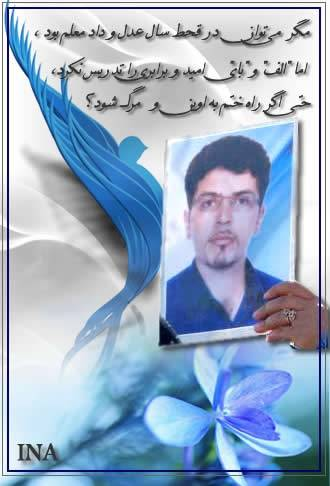 مگر می‌توان در قحط سال عدل و داد معلم بود ،
اما "الف" و "بای" امید و برابری را تدریس نکرد،
حتی اگر راه ختم به اوین و مرگ شود؟
INA